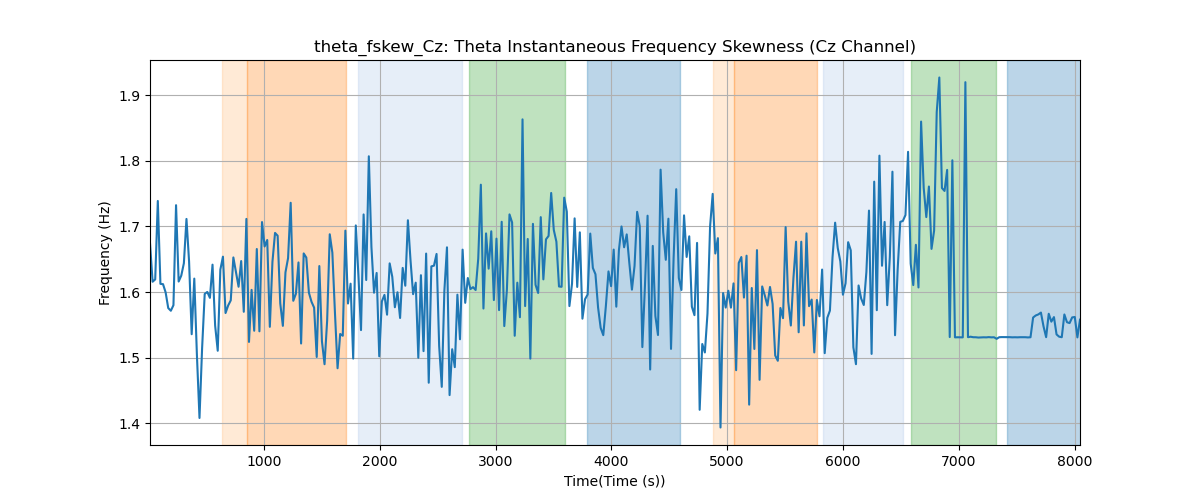 theta_fskew_Cz: Theta Instantaneous Frequency Skewness (Cz Channel)
Frequency (Hz)
1.9
1.8
1.7
1.6
1.5
1.4
1000 2000 3000 4000 5000 6000 7000 8000
Time(Time (s))